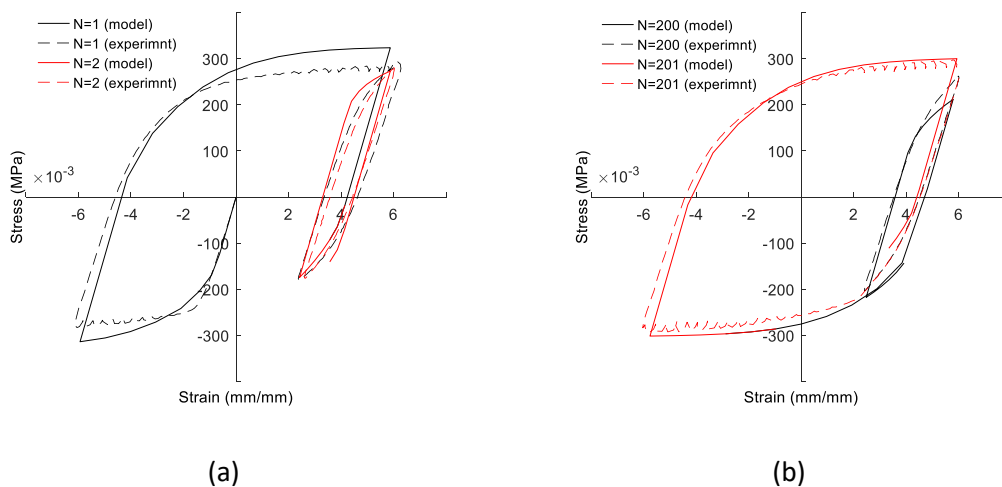 N=1 (model)
N=1 (experimnt)
N=2 (model)
N=2 (experimnt)
300
200
100
-100
-200
-300
×10⁻³
-6
-4
-2
2
4
6
Stress (MPa)
Strain (mm/mm)
(a)
N=200 (model)
N=200 (experimnt)
N=201 (model)
N=201 (experimnt)
300
200
100
-100
-200
-300
×10⁻³
-6
-4
-2
2
4
6
Stress (MPa)
Strain (mm/mm)
(b)